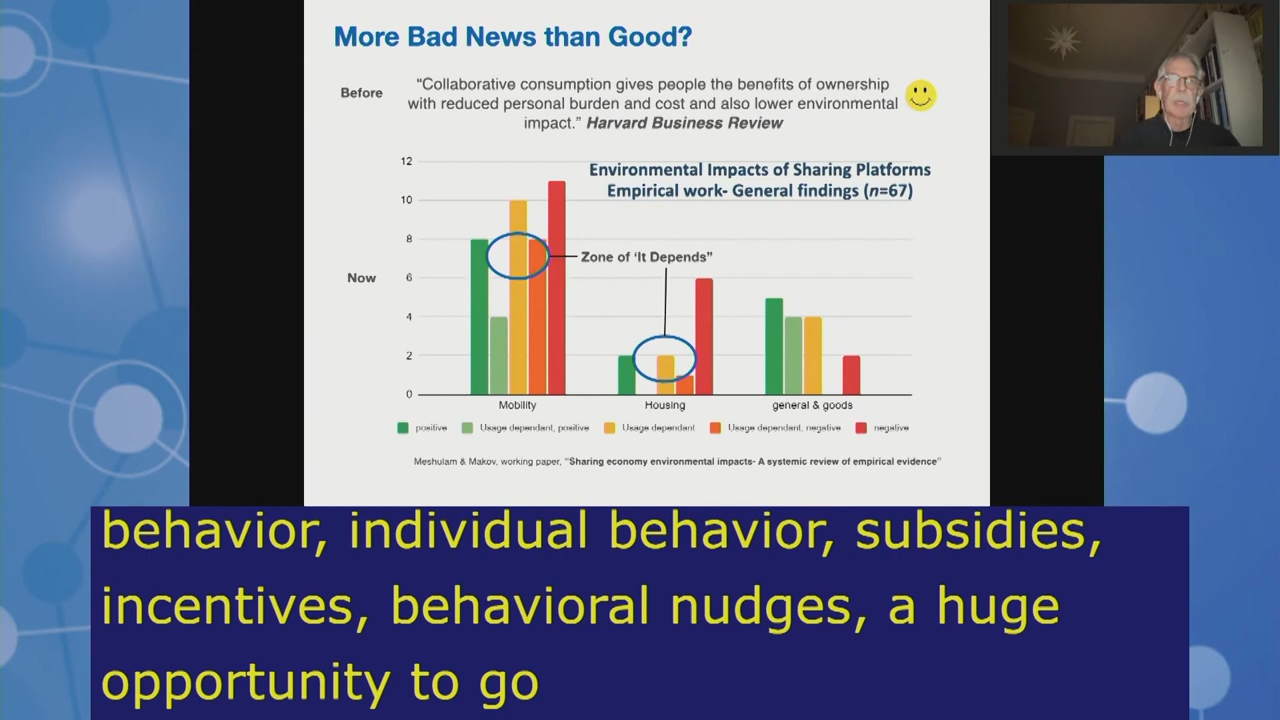 More Bad News than Good?
Before
“Collaborative consumption gives people the benefits of ownership
with reduced personal burden and cost and also lower environmental
impact.” Harvard Business Review
Environmental Impacts of Sharing Platforms
Empirical work- General findings (n=67)
Zone of ‘It Depends”
Now
12
10
8
6
4
2
0
Mobility
Housing
general & goods
positive
Usage dependant, positive
Usage dependant
Usage dependant, negative
negative
Meshulam & Makov, working paper, “Sharing economy environmental impacts- A systemic review of empirical evidence”
behavior, individual behavior, subsidies,
incentives, behavioral nudges, a huge
opportunity to go